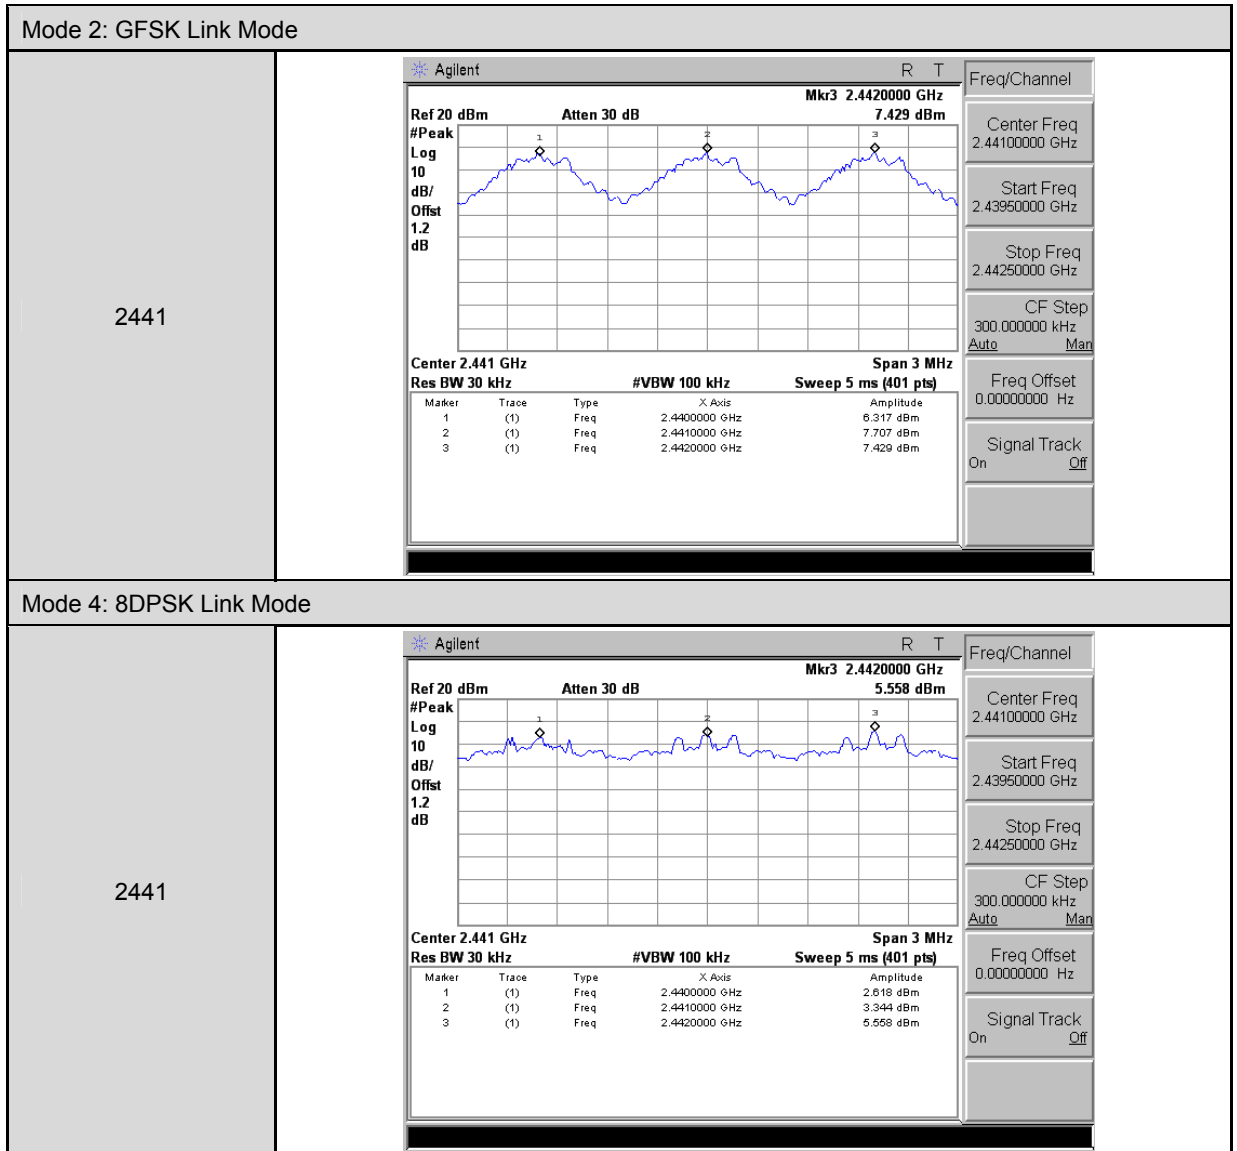 Mode 2: GFSK Link Mode
2441
Agilent R T
Mkr3 2.4420000 GHz
Ref 20 dBm Atten 30 dB 7.429 dBm
#Peak
Log
10
dB/
Offst
1.2
dB
1 2 3
Center 2.441 GHz Span 3 MHz
Res BW 30 kHz #VBW 100 kHz Sweep 5 ms (401 pts)
Marker Trace Type X Axis Amplitude
1 (1) Freq 2.4400000 GHz 6.317 dBm
2 (1) Freq 2.4410000 GHz 7.707 dBm
3 (1) Freq 2.4420000 GHz 7.429 dBm
Freq/Channel
Center Freq
2.44100000 GHz
Start Freq
2.43950000 GHz
Stop Freq
2.44250000 GHz
CF Step
300.000000 kHz
Auto Man
Freq Offset
0.00000000 Hz
Signal Track
On Off
Mode 4: 8DPSK Link Mode
2441
Agilent R T
Mkr3 2.4420000 GHz
Ref 20 dBm Atten 30 dB 5.558 dBm
#Peak
Log
10
dB/
Offst
1.2
dB
1 2 3
Center 2.441 GHz Span 3 MHz
Res BW 30 kHz #VBW 100 kHz Sweep 5 ms (401 pts)
Marker Trace Type X Axis Amplitude
1 (1) Freq 2.4400000 GHz 2.618 dBm
2 (1) Freq 2.4410000 GHz 3.344 dBm
3 (1) Freq 2.4420000 GHz 5.558 dBm
Freq/Channel
Center Freq
2.44100000 GHz
Start Freq
2.43950000 GHz
Stop Freq
2.44250000 GHz
CF Step
300.000000 kHz
Auto Man
Freq Offset
0.00000000 Hz
Signal Track
On Off